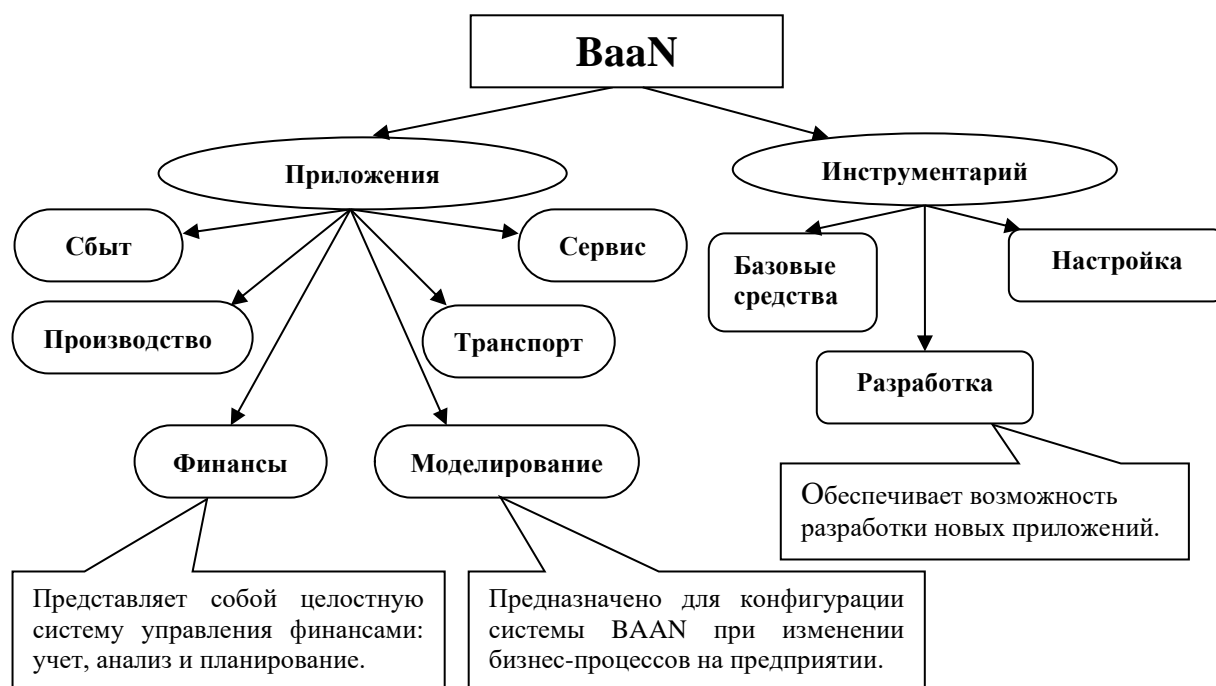 BaaN
Приложения
Инструментарий
Сбыт
Сервис
Базовые
средства
Настройка
Производство
Транспорт
Разработка
Финансы
Моделирование
Обеспечивает возможность
разработки новых приложений.
Представляет собой целостную
систему управления финансами:
учет, анализ и планирование.
Предназначено для конфигурации
системы BAAN при изменении
бизнес-процессов на предприятии.